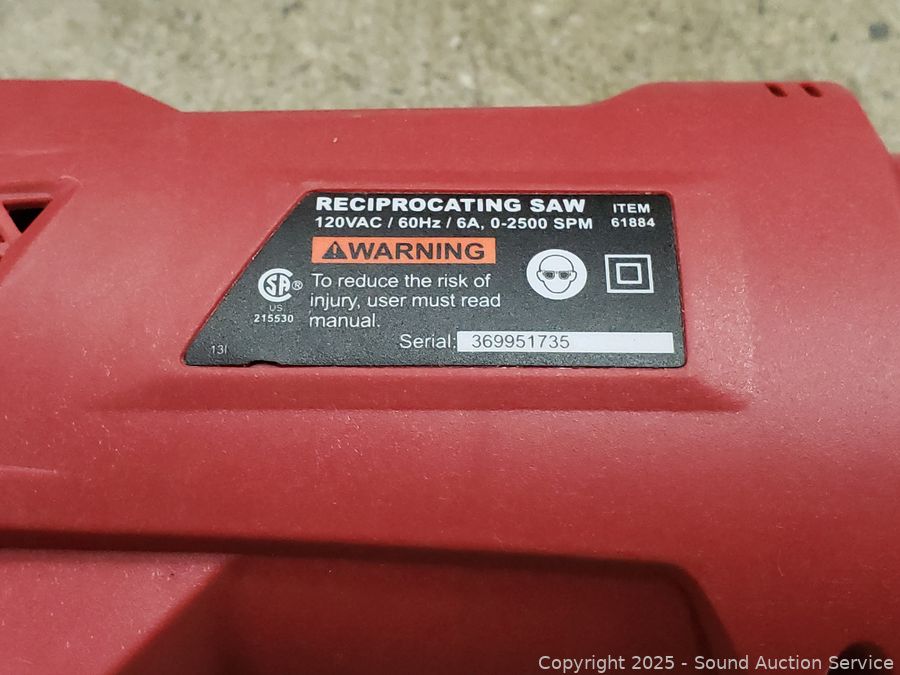 RECIPROCATING SAW ITEM
120VAC / 60Hz / 6A, 0-2500 SPM 61884
WARNING
To reduce the risk of
injury, user must read
manual.
SA®
US
215530
Serial: 369951735
13I
Copyright 2025 - Sound Auction Service